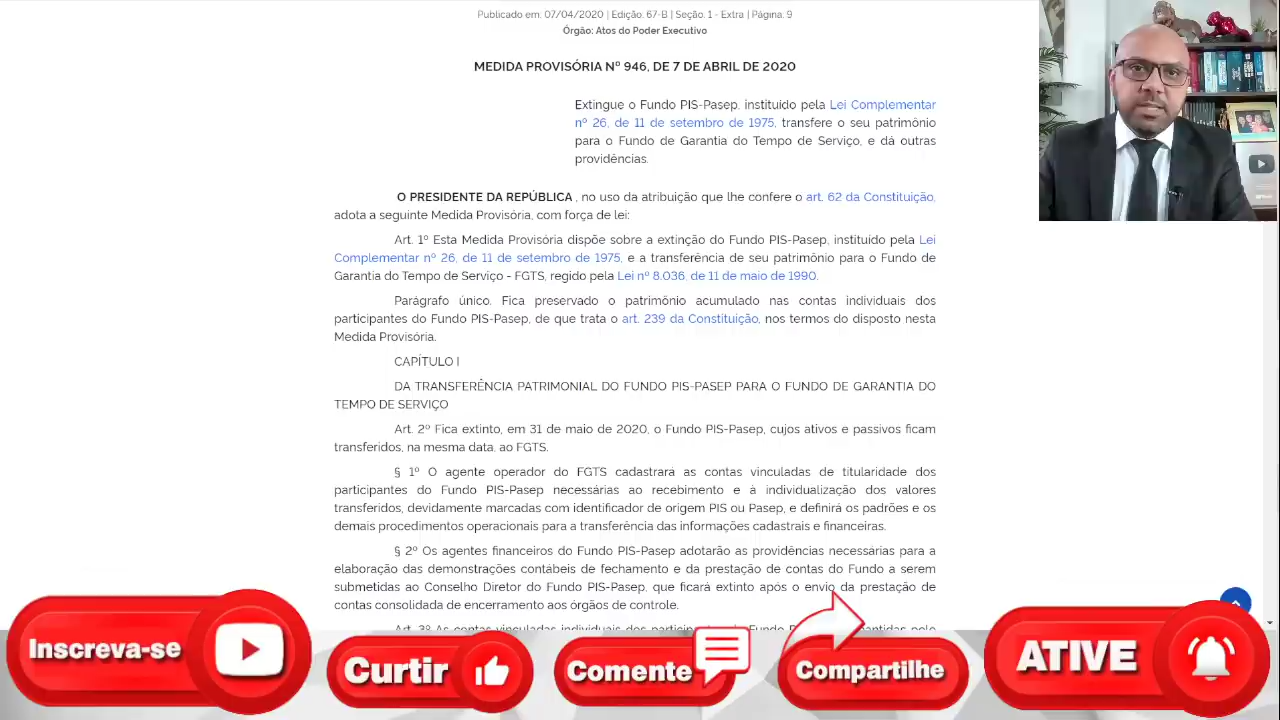 Publicado em: 07/04/2020 | Edição: 67-B | Seção: 1 - Extra | Página: 9
Órgão: Atos do Poder Executivo
MEDIDA PROVISÓRIA Nº 946, DE 7 DE ABRIL DE 2020
Extingue o Fundo PIS-Pasep, instituído pela Lei Complementar
nº 26, de 11 de setembro de 1975, transfere o seu patrimônio
para o Fundo de Garantia do Tempo de Serviço, e dá outras
providências.
O PRESIDENTE DA REPÚBLICA , no uso da atribuição que lhe confere o art. 62 da Constituição,
adota a seguinte Medida Provisória, com força de lei:
Art. 1º Esta Medida Provisória dispõe sobre a extinção do Fundo PIS-Pasep, instituído pela Lei
Complementar nº 26, de 11 de setembro de 1975, e a transferência de seu patrimônio para o Fundo de
Garantia do Tempo de Serviço - FGTS, regido pela Lei nº 8.036, de 11 de maio de 1990.
Parágrafo único. Fica preservado o patrimônio acumulado nas contas individuais dos
participantes do Fundo PIS-Pasep, de que trata o art. 239 da Constituição, nos termos do disposto nesta
Medida Provisória.
CAPÍTULO I
DA TRANSFERÊNCIA PATRIMONIAL DO FUNDO PIS-PASEP PARA O FUNDO DE GARANTIA DO
TEMPO DE SERVIÇO
Art. 2º Fica extinto, em 31 de maio de 2020, o Fundo PIS-Pasep, cujos ativos e passivos ficam
transferidos, na mesma data, ao FGTS.
§ 1º O agente operador do FGTS cadastrará as contas vinculadas de titularidade dos
participantes do Fundo PIS-Pasep necessárias ao recebimento e à individualização dos valores
transferidos, devidamente marcadas com identificador de origem PIS ou Pasep, e definirá os padrões e os
demais procedimentos operacionais para a transferência das informações cadastrais e financeiras.
§ 2º Os agentes financeiros do Fundo PIS-Pasep adotarão as providências necessárias para a
elaboração das demonstrações contábeis de fechamento e da prestação de contas do Fundo a serem
submetidas ao Conselho Diretor do Fundo PIS-Pasep, que ficará extinto após o envio da prestação de
contas consolidada de encerramento aos órgãos de controle.
Art. 3º As contas vinculadas individuais dos participantes do Fundo
Inscreva-se
Curtir
Comente
Compartilhe
ATIVE